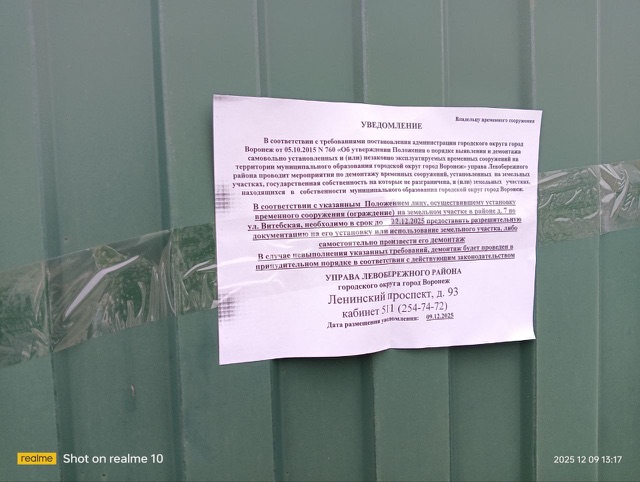 Владельцу временного сооружения
УВЕДОМЛЕНИЕ
В соответствии с требованиями постановления администрации городского округа город
Воронеж от 05.10.2015 N 760 «Об утверждении Положения о порядке выявления и демонтажа
самовольно установленных и (или) незаконно эксплуатируемых временных сооружений на
территории муниципального образования городской округ город Воронеж» управа Левобережного
района проводит мероприятия по демонтажу временных сооружений, установленных на земельных
участках, государственная собственность на которые не разграничена, и (или) земельных участках,
находящихся в собственности муниципального образования городской округ город Воронеж.
В соответствии с указанным Положением лицу, осуществившему установку
временного сооружения (ограждение) на земельном участке в районе д. 7 по
ул. Витебская, необходимо в срок до 12.12.2025 предоставить разрешительную
документацию на его установку или использование земельного участка, либо
самостоятельно произвести его демонтаж
В случае невыполнения указанных требований, демонтаж будет проведен в
принудительном порядке в соответствии с действующим законодательством
УПРАВА ЛЕВОБЕРЕЖНОГО РАЙОНА
городского округа город Воронеж
Ленинский проспект, д. 93
кабинет 511 (254-74-72)
Дата размещения уведомления: 09.12.2025
realme Shot on realme 10
2025 12 09 13:17